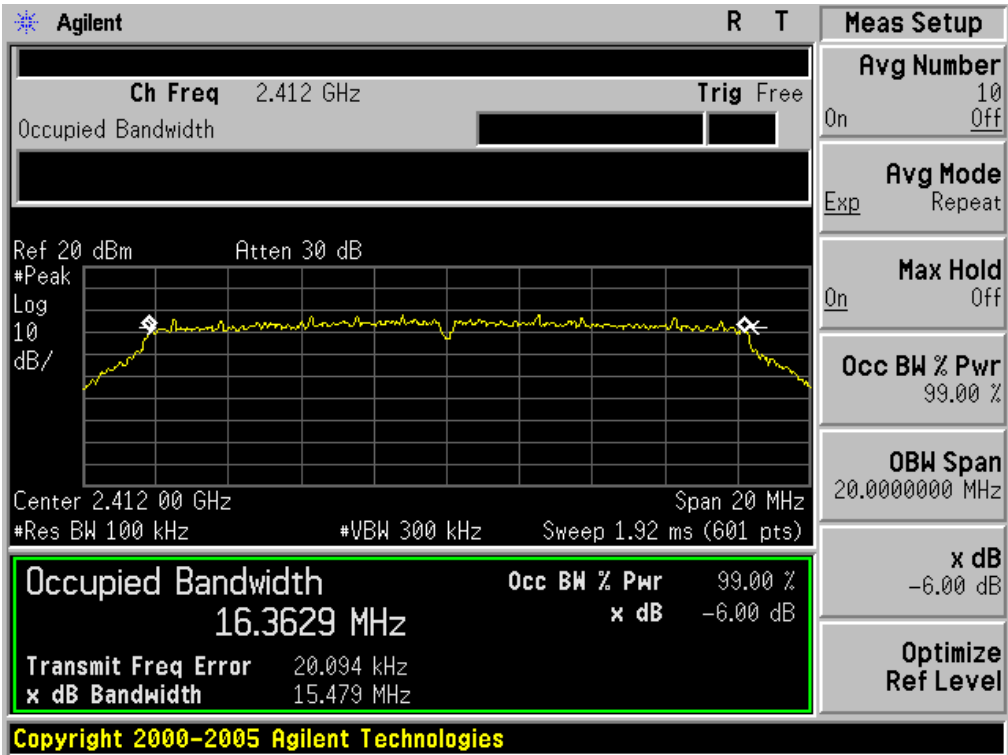 Agilent R T
Ch Freq 2.412 GHz Trig Free
Occupied Bandwidth
Ref 20 dBm Atten 30 dB
#Peak
Log
10
dB/
Center 2.412 00 GHz Span 20 MHz
#Res BW 100 kHz #VBW 300 kHz Sweep 1.92 ms (601 pts)
Occupied Bandwidth Occ BW % Pwr 99.00 %
16.3629 MHz x dB -6.00 dB
Transmit Freq Error 20.094 kHz
x dB Bandwidth 15.479 MHz
Copyright 2000-2005 Agilent Technologies
Meas Setup
Avg Number
10
On Off
Avg Mode
Exp Repeat
Max Hold
On Off
Occ BW % Pwr
99.00 %
OBW Span
20.0000000 MHz
x dB
-6.00 dB
Optimize
Ref Level